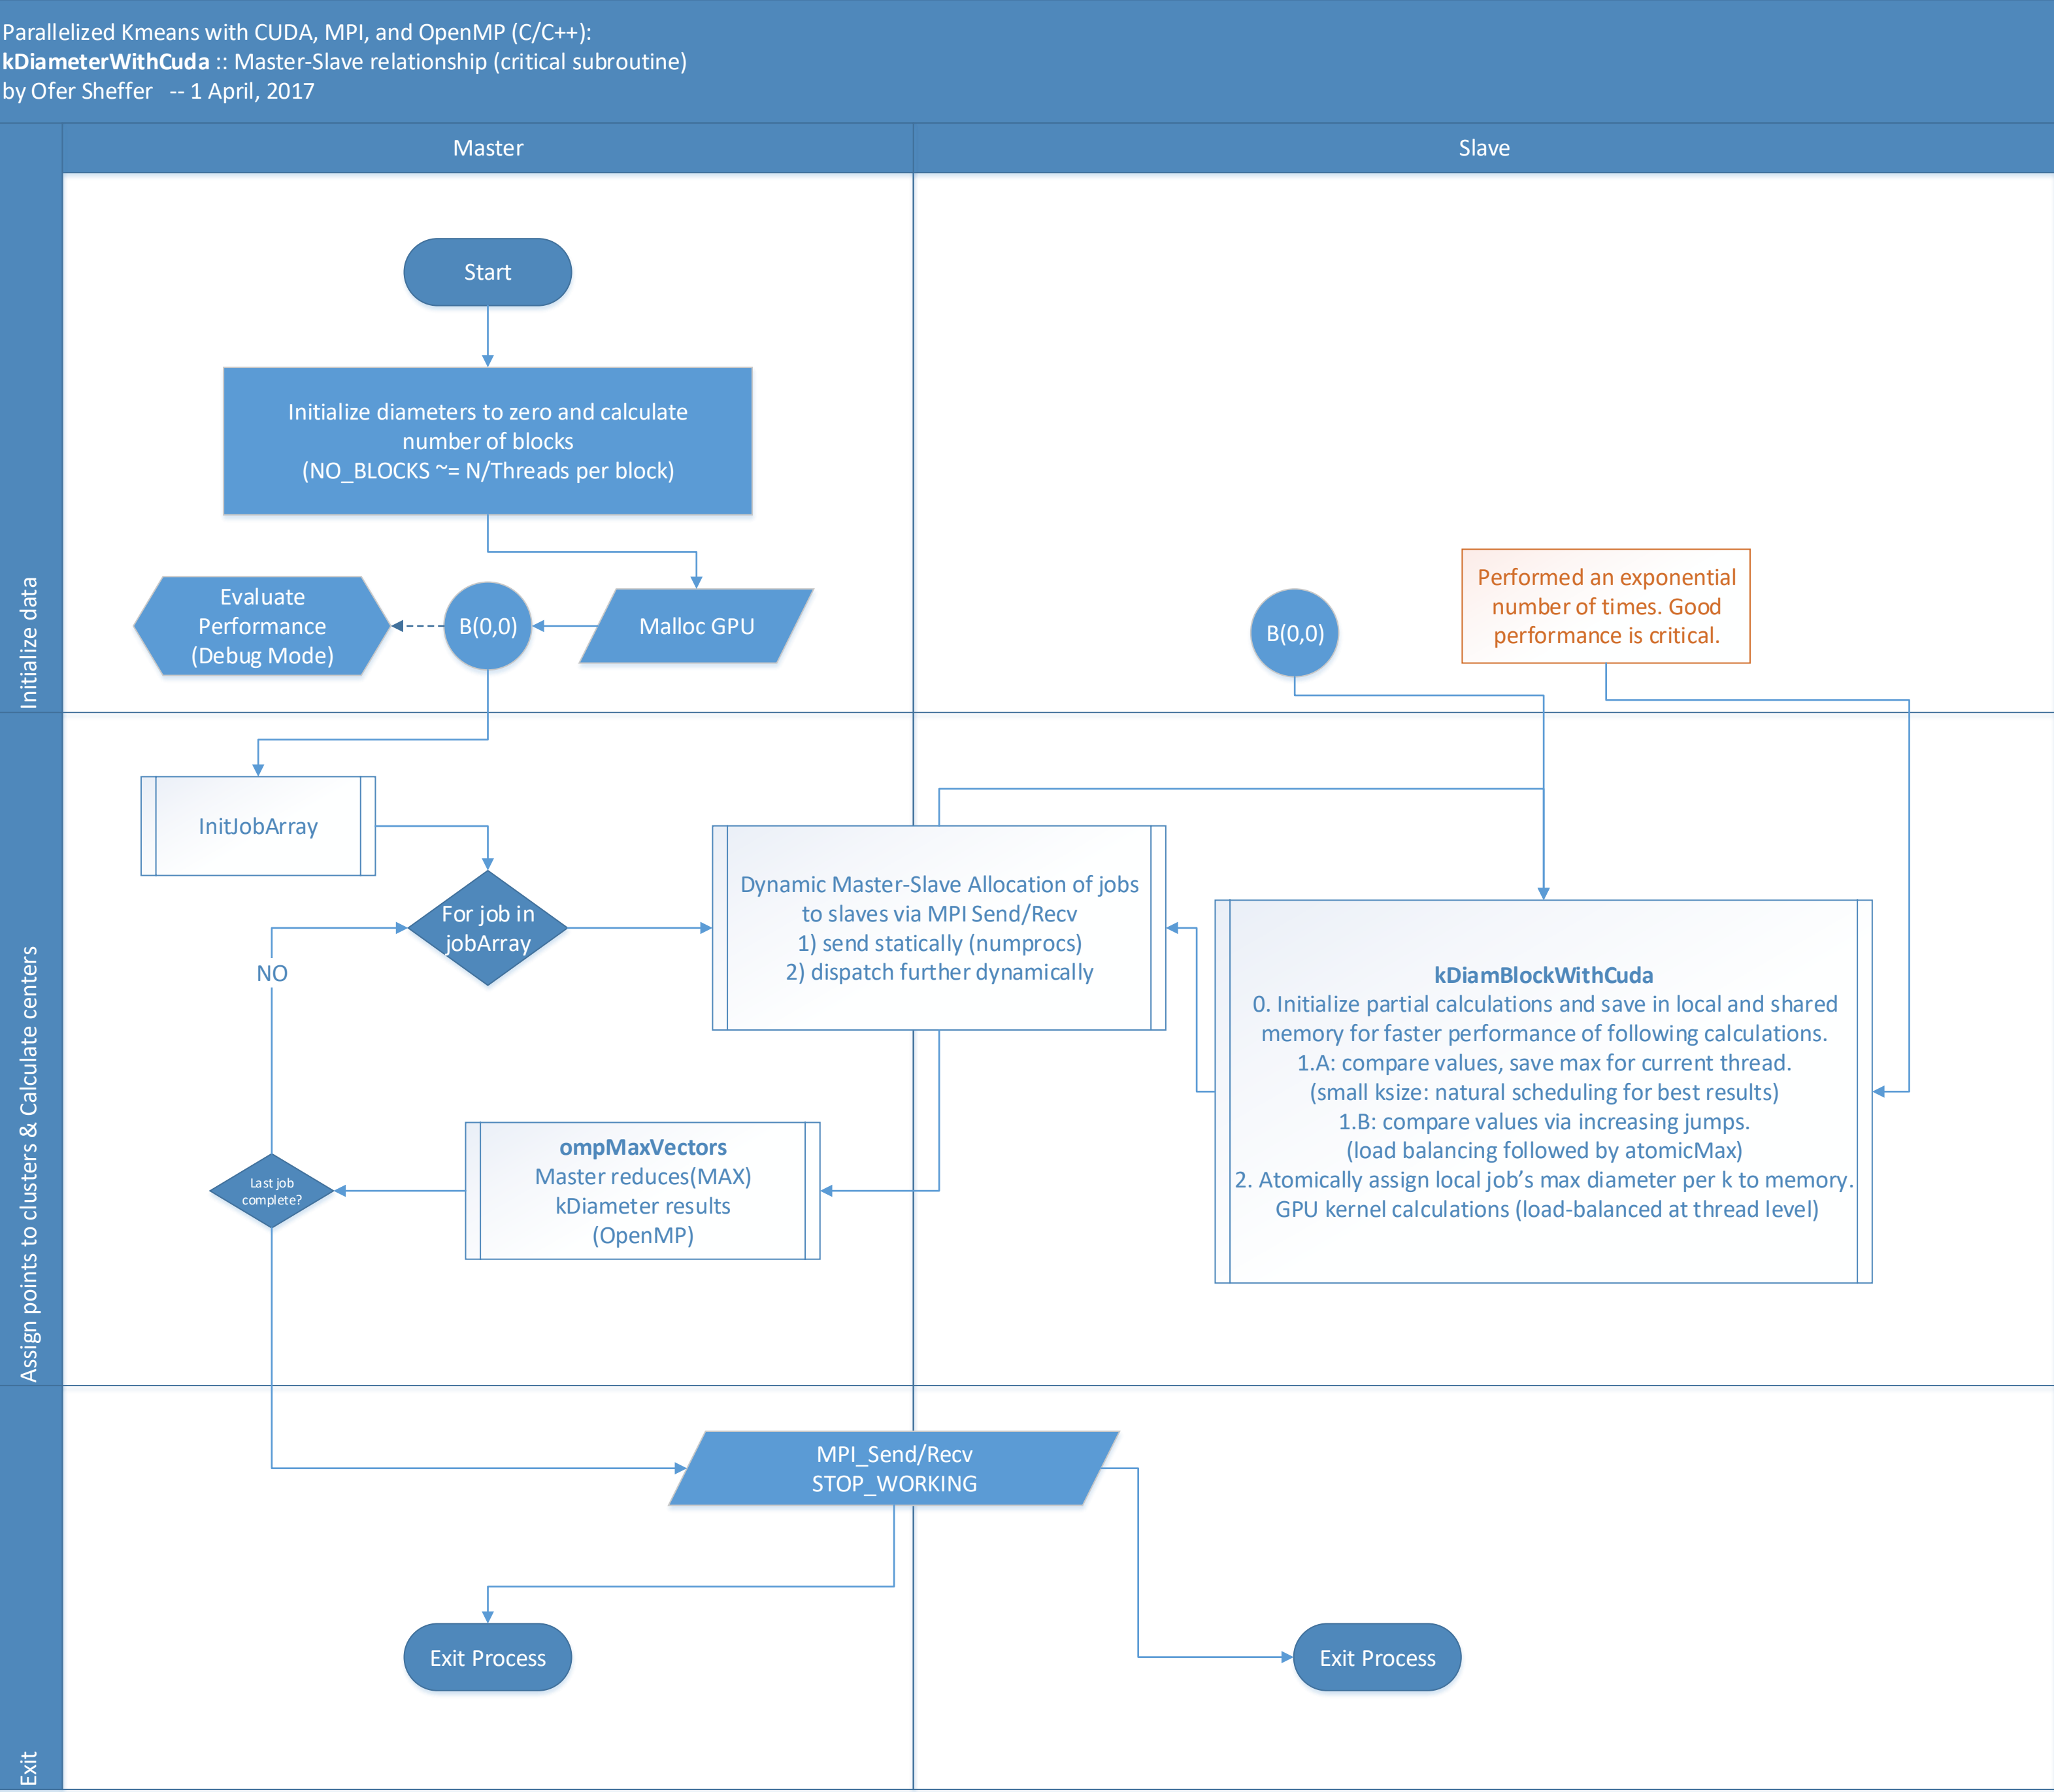 Parallelized Kmeans with CUDA, MPI, and OpenMP (C/C++):
kDiameterWithCuda :: Master-Slave relationship (critical subroutine)
by Ofer Sheffer -- 1 April, 2017
Master
Slave
Initialize data
Start
Initialize diameters to zero and calculate
number of blocks
(NO_BLOCKS ~= N/Threads per block)
Evaluate
Performance
(Debug Mode)
B(0,0)
Malloc GPU
B(0,0)
Performed an exponential
number of times. Good
performance is critical.
Assign points to clusters & Calculate centers
InitJobArray
For job in
jobArray
NO
Dynamic Master-Slave Allocation of jobs
to slaves via MPI Send/Recv
1) send statically (numprocs)
2) dispatch further dynamically
kDiamBlockWithCuda
0. Initialize partial calculations and save in local and shared
memory for faster performance of following calculations.
1.A: compare values, save max for current thread.
(small ksize: natural scheduling for best results)
1.B: compare values via increasing jumps.
(load balancing followed by atomicMax)
2. Atomically assign local job’s max diameter per k to memory.
GPU kernel calculations (load-balanced at thread level)
ompMaxVectors
Master reduces(MAX)
kDiameter results
(OpenMP)
Last job
complete?
Exit
MPI_Send/Recv
STOP_WORKING
Exit Process
Exit Process